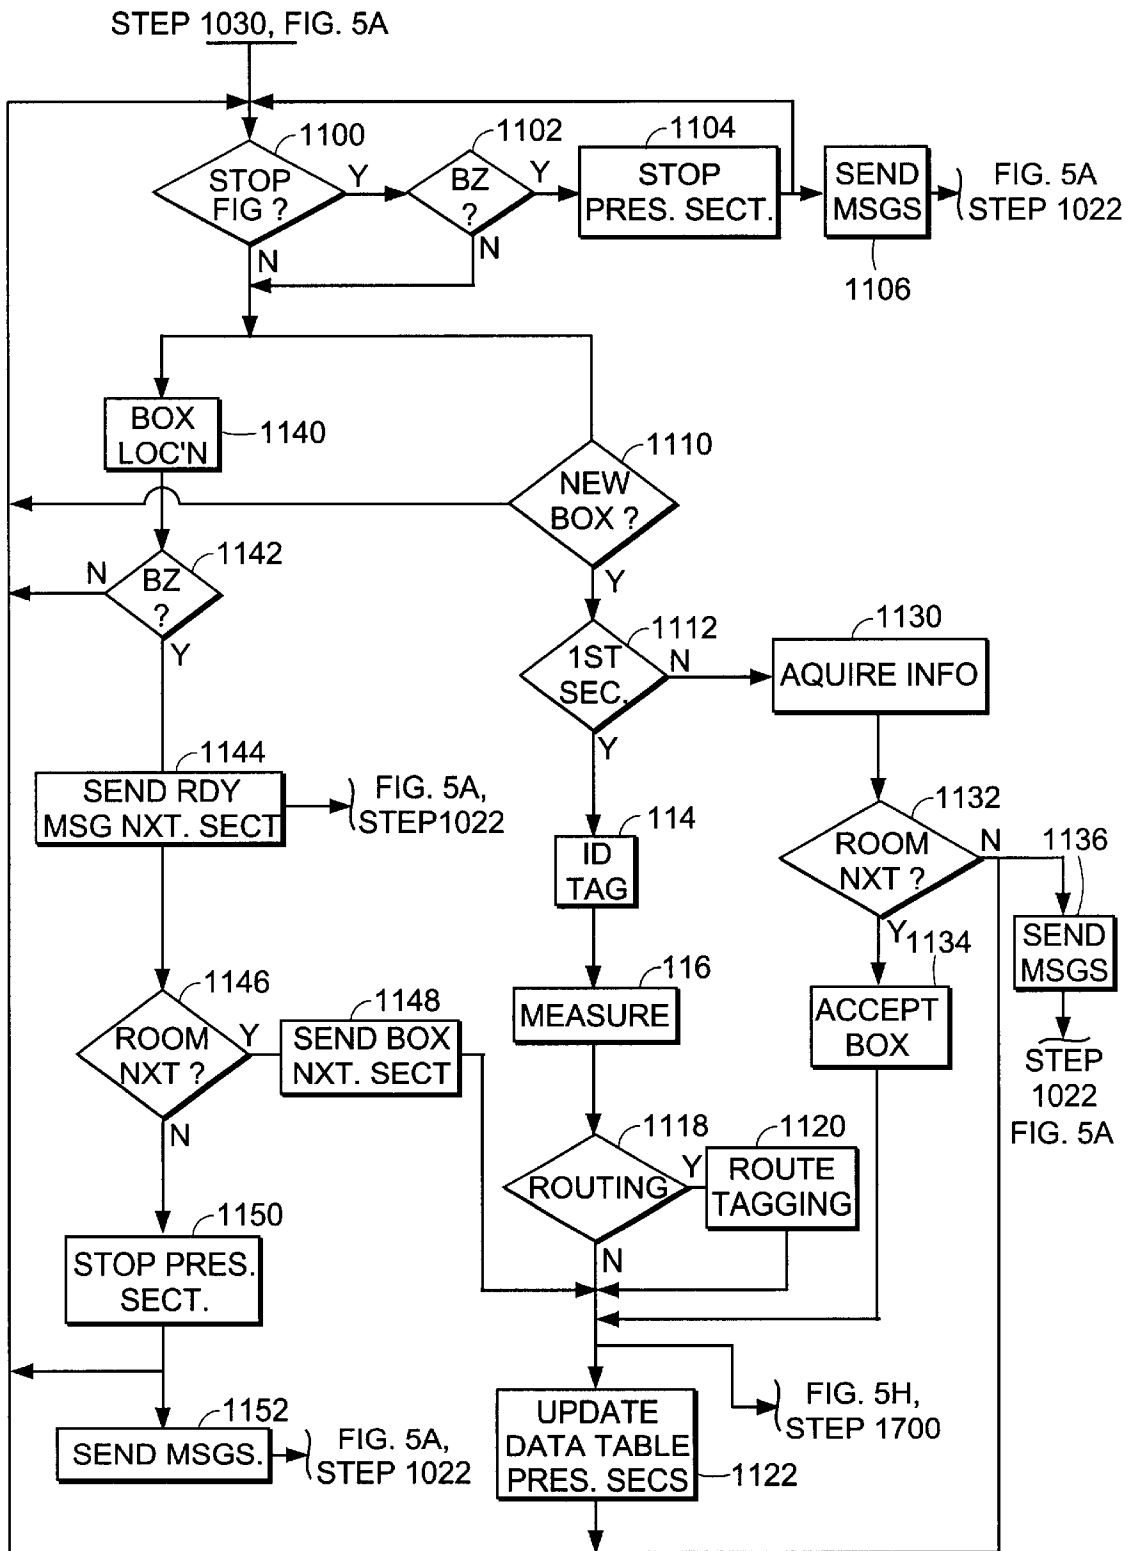 STEP 1030, FIG. 5A
1100
STOP
FIG ?
Y
N
1102
BZ
?
Y
N
1104
STOP
PRES. SECT.
SEND
MSGS
1106
FIG. 5A
STEP 1022
BOX
LOC'N
1140
1110
NEW
BOX ?
Y
1142
N
BZ
?
Y
1112
1ST
SEC.
N
Y
1130
AQUIRE INFO
1144
SEND RDY
MSG NXT. SECT
FIG. 5A,
STEP1022
114
ID
TAG
1132
ROOM
NXT ?
N
Y
1136
SEND
MSGS
STEP
1022
FIG. 5A
1134
ACCEPT
BOX
116
MEASURE
1146
ROOM
NXT ?
Y
N
1148
SEND BOX
NXT. SECT
1118
ROUTING
Y
N
1120
ROUTE
TAGGING
1150
STOP PRES.
SECT.
1152
SEND MSGS.
FIG. 5A,
STEP 1022
UPDATE
DATA TABLE
PRES. SECS
1122
FIG. 5H,
STEP 1700